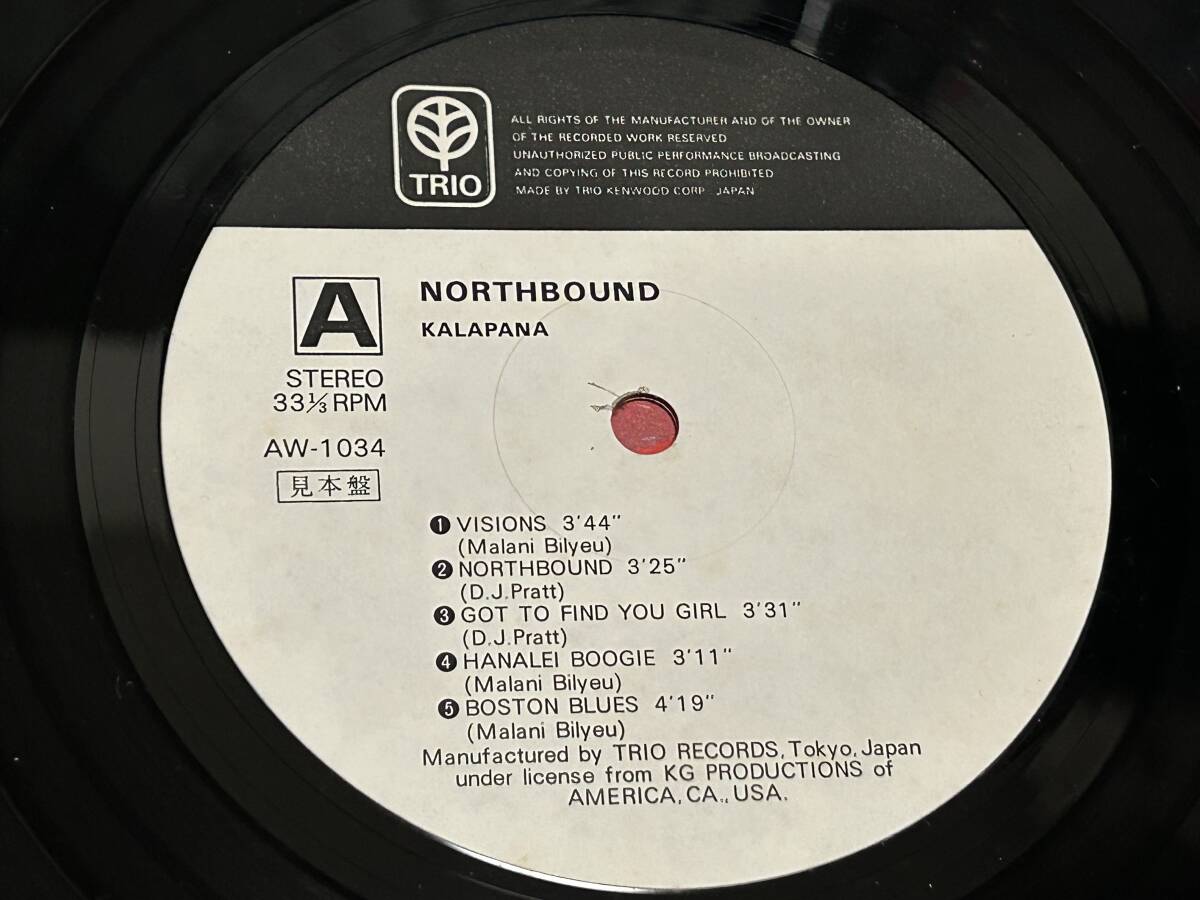 TRIO
ALL RIGHTS OF THE MANUFACTURER AND OF THE OWNER
OF THE RECORDED WORK RESERVED
UNAUTHORIZED PUBLIC PERFORMANCE BROADCASTING
AND COPYING OF THIS RECORD PROHIBITED
MADE BY TRIO KENWOOD CORP. JAPAN
A
NORTHBOUND
KALAPANA
STEREO
33⅓ RPM
AW-1034
見本盤
❶ VISIONS 3'44"
(Malani Bilyeu)
❷ NORTHBOUND 3'25"
(D.J.Pratt)
❸ GOT TO FIND YOU GIRL 3'31"
(D.J.Pratt)
❹ HANALEI BOOGIE 3'11"
(Malani Bilyeu)
❺ BOSTON BLUES 4'19"
(Malani Bilyeu)
Manufactured by TRIO RECORDS, Tokyo, Japan
under license from KG PRODUCTIONS of
AMERICA, CA., USA.